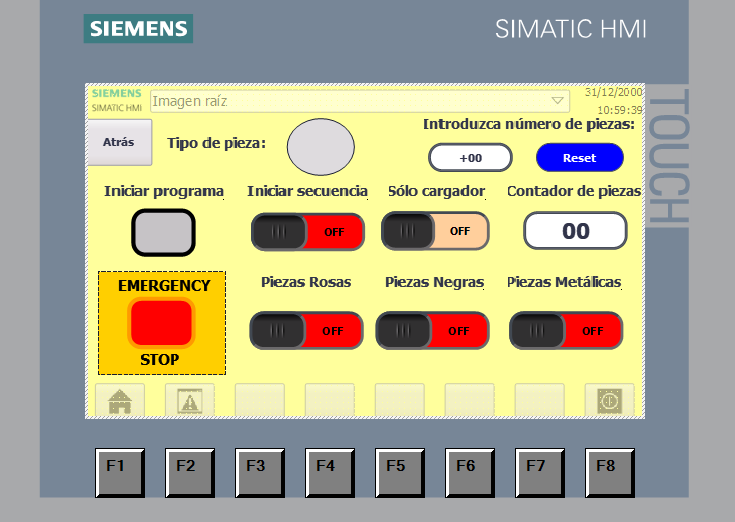 SIEMENS
SIMATIC HMI
SIEMENS
SIMATIC HMI
Imagen raíz
31/12/2000
10:59:39
TOUCH
Atrás
Tipo de pieza:
Introduzca número de piezas:
+00
Reset
Iniciar programa
Iniciar secuencia
Sólo cargador
Contador de piezas
OFF
OFF
00
EMERGENCY
STOP
Piezas Rosas
Piezas Negras
Piezas Metálicas
OFF
OFF
OFF
F1
F2
F3
F4
F5
F6
F7
F8